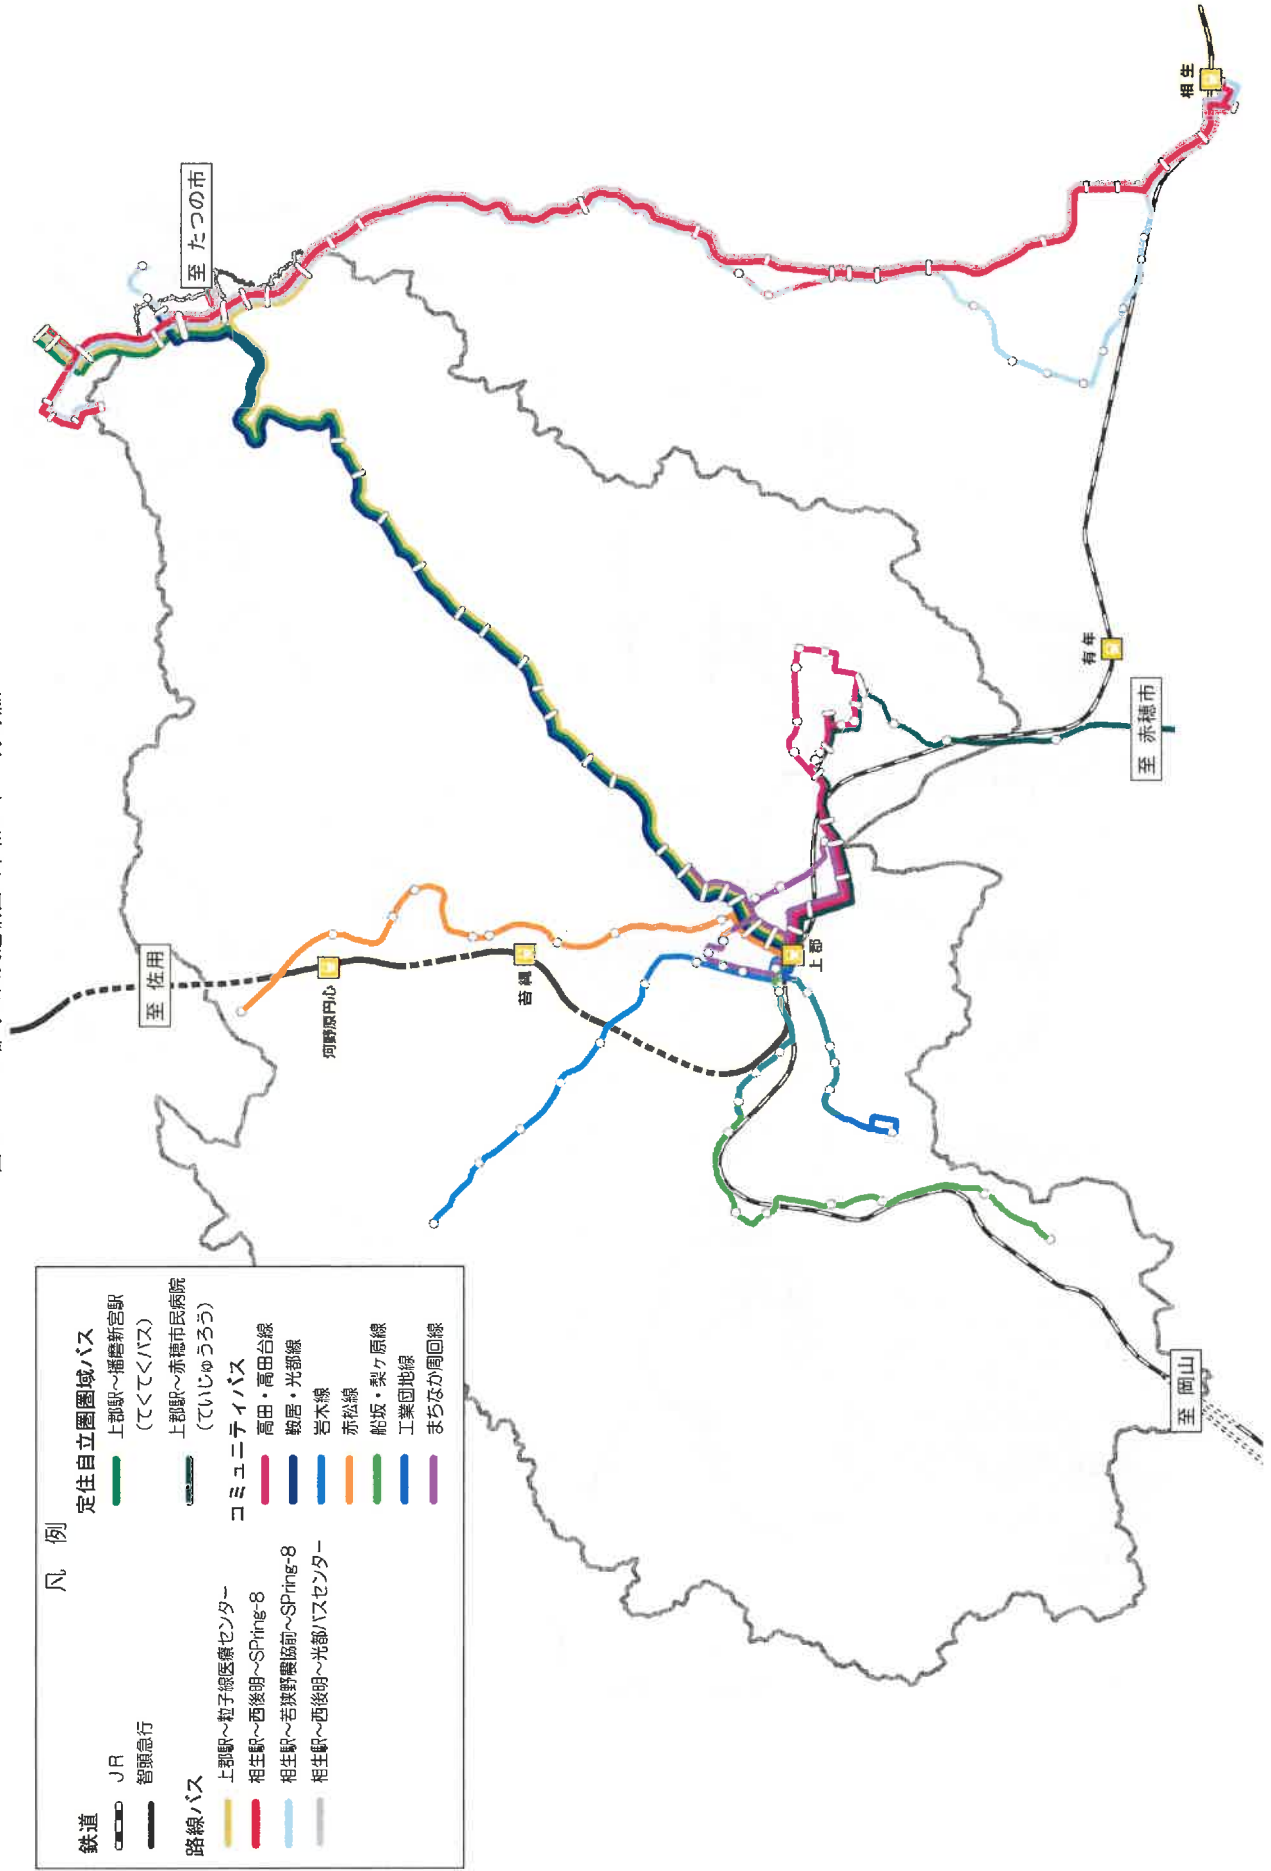 凡 例
鉄道
JR
智頭急行
路線バス
上郡駅～粒子線医療センター
相生駅～西後明～SPring-8
相生駅～若狭野農協前～SPring-8
相生駅～西後明～光都バスセンター
定住自立圏圏域バス
上郡駅～播磨新宮駅
(てくてくバス)
上郡駅～赤穂市民病院
(ていじゅうろう)
コミュニティバス
高田・高田台線
鞍居・光都線
岩木線
赤松線
船坂・梨ヶ原線
工業団地線
まちなか周回線
至 佐用
河野原円心
苔縄
上郡
至 たつの市
相生
有年
至 赤穂市
至 岡山